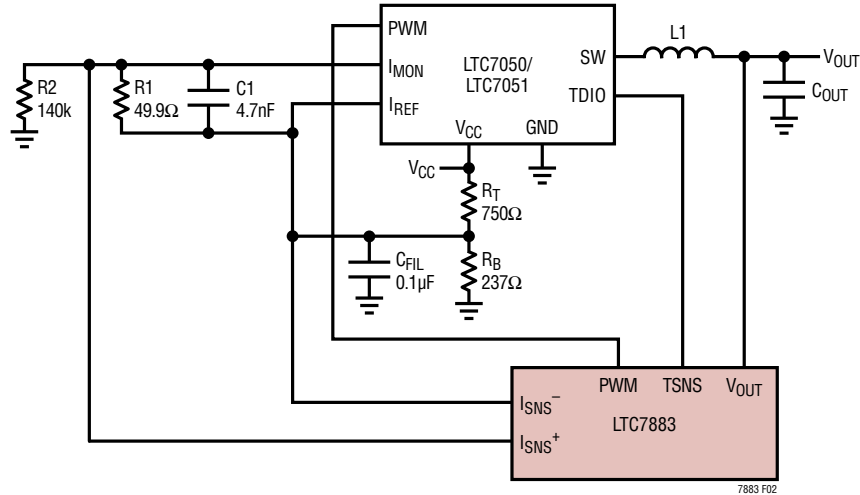 PWM
I_MON
I_REF
LTC7050/
LTC7051
SW
TDIO
V_CC
GND
L1
V_OUT
C_OUT
R2
140k
R1
49.9Ω
C1
4.7nF
V_CC
R_T
750Ω
C_FIL
0.1µF
R_B
237Ω
PWM
TSNS
V_OUT
I_SNS⁻
I_SNS⁺
LTC7883
7883 F02